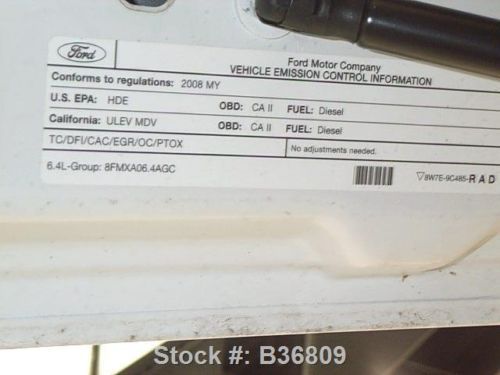 Ford
Ford Motor Company
VEHICLE EMISSION CONTROL INFORMATION
Conforms to regulations: 2008 MY
U.S. EPA: HDE OBD: CA II FUEL: Diesel
California: ULEV MDV OBD: CA II FUEL: Diesel
TC/DFI/CAC/EGR/OC/PTOX No adjustments needed.
6.4L-Group: 8FMXA06.4AGC 8W7E-9C485-RAD
Stock #: B36809